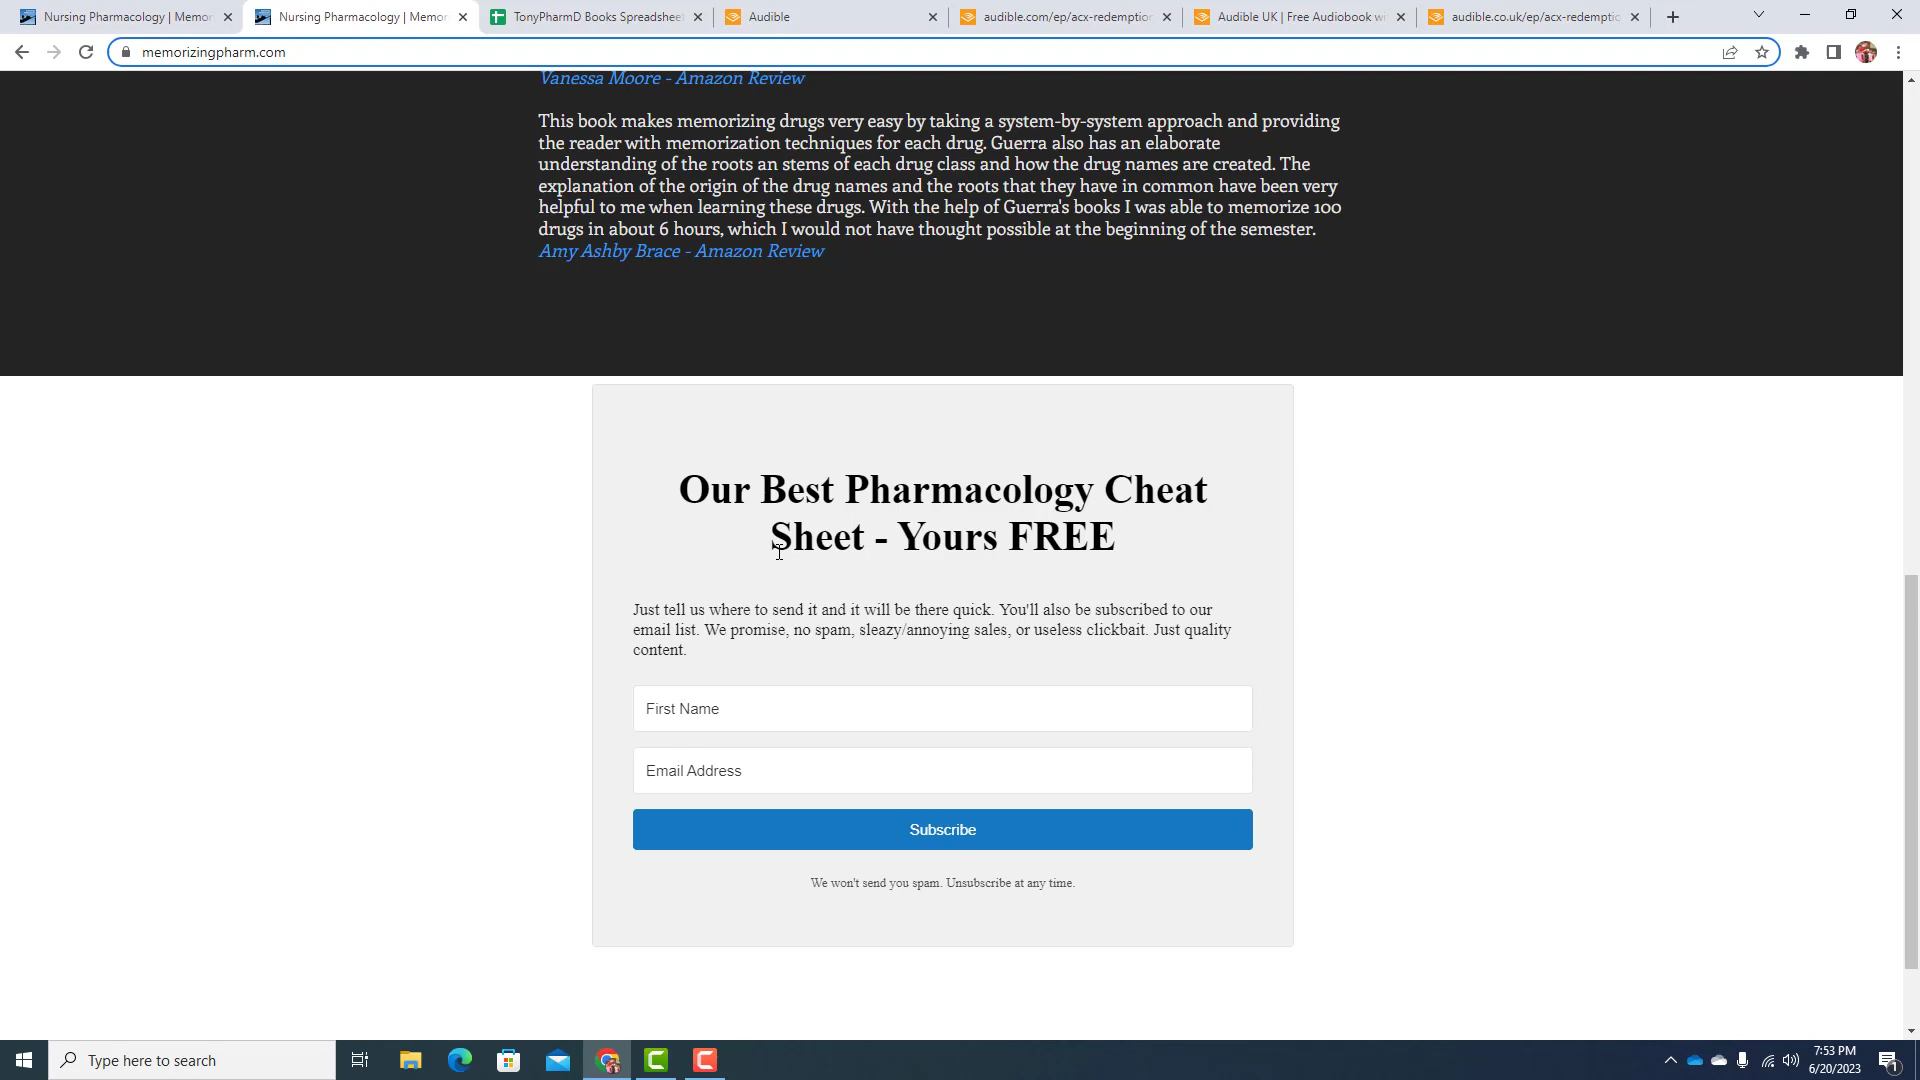 Nursing Pharmacology | Memor
Nursing Pharmacology | Memor
TonyPharmD Books Spreadsheet
Audible
audible.com/ep/acx-redemption
Audible UK | Free Audiobook wi
audible.co.uk/ep/acx-redemptic
memorizingpharm.com
Vanessa Moore - Amazon Review
This book makes memorizing drugs very easy by taking a system-by-system approach and providing
the reader with memorization techniques for each drug. Guerra also has an elaborate
understanding of the roots an stems of each drug class and how the drug names are created. The
explanation of the origin of the drug names and the roots that they have in common have been very
helpful to me when learning these drugs. With the help of Guerra's books I was able to memorize 100
drugs in about 6 hours, which I would not have thought possible at the beginning of the semester.
Amy Ashby Brace - Amazon Review
Our Best Pharmacology Cheat
Sheet - Yours FREE
Just tell us where to send it and it will be there quick. You'll also be subscribed to our
email list. We promise, no spam, sleazy/annoying sales, or useless clickbait. Just quality
content.
First Name
Email Address
Subscribe
We won't send you spam. Unsubscribe at any time.
Type here to search
7:53 PM
6/20/2023
1